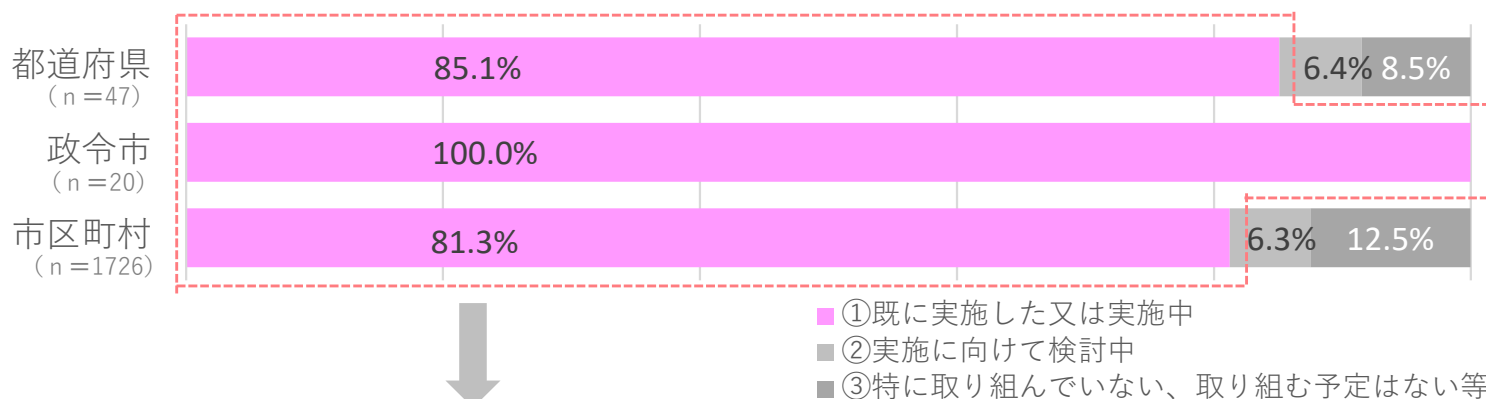 都道府県 85.1% 6.4% 8.5%
（ｎ＝47）
政令市 100.0%
（ｎ＝20）
市区町村 81.3% 6.3% 12.5%
（ｎ＝1726）
①既に実施した又は実施中
②実施に向けて検討中
③特に取り組んでいない、取り組む予定はない等